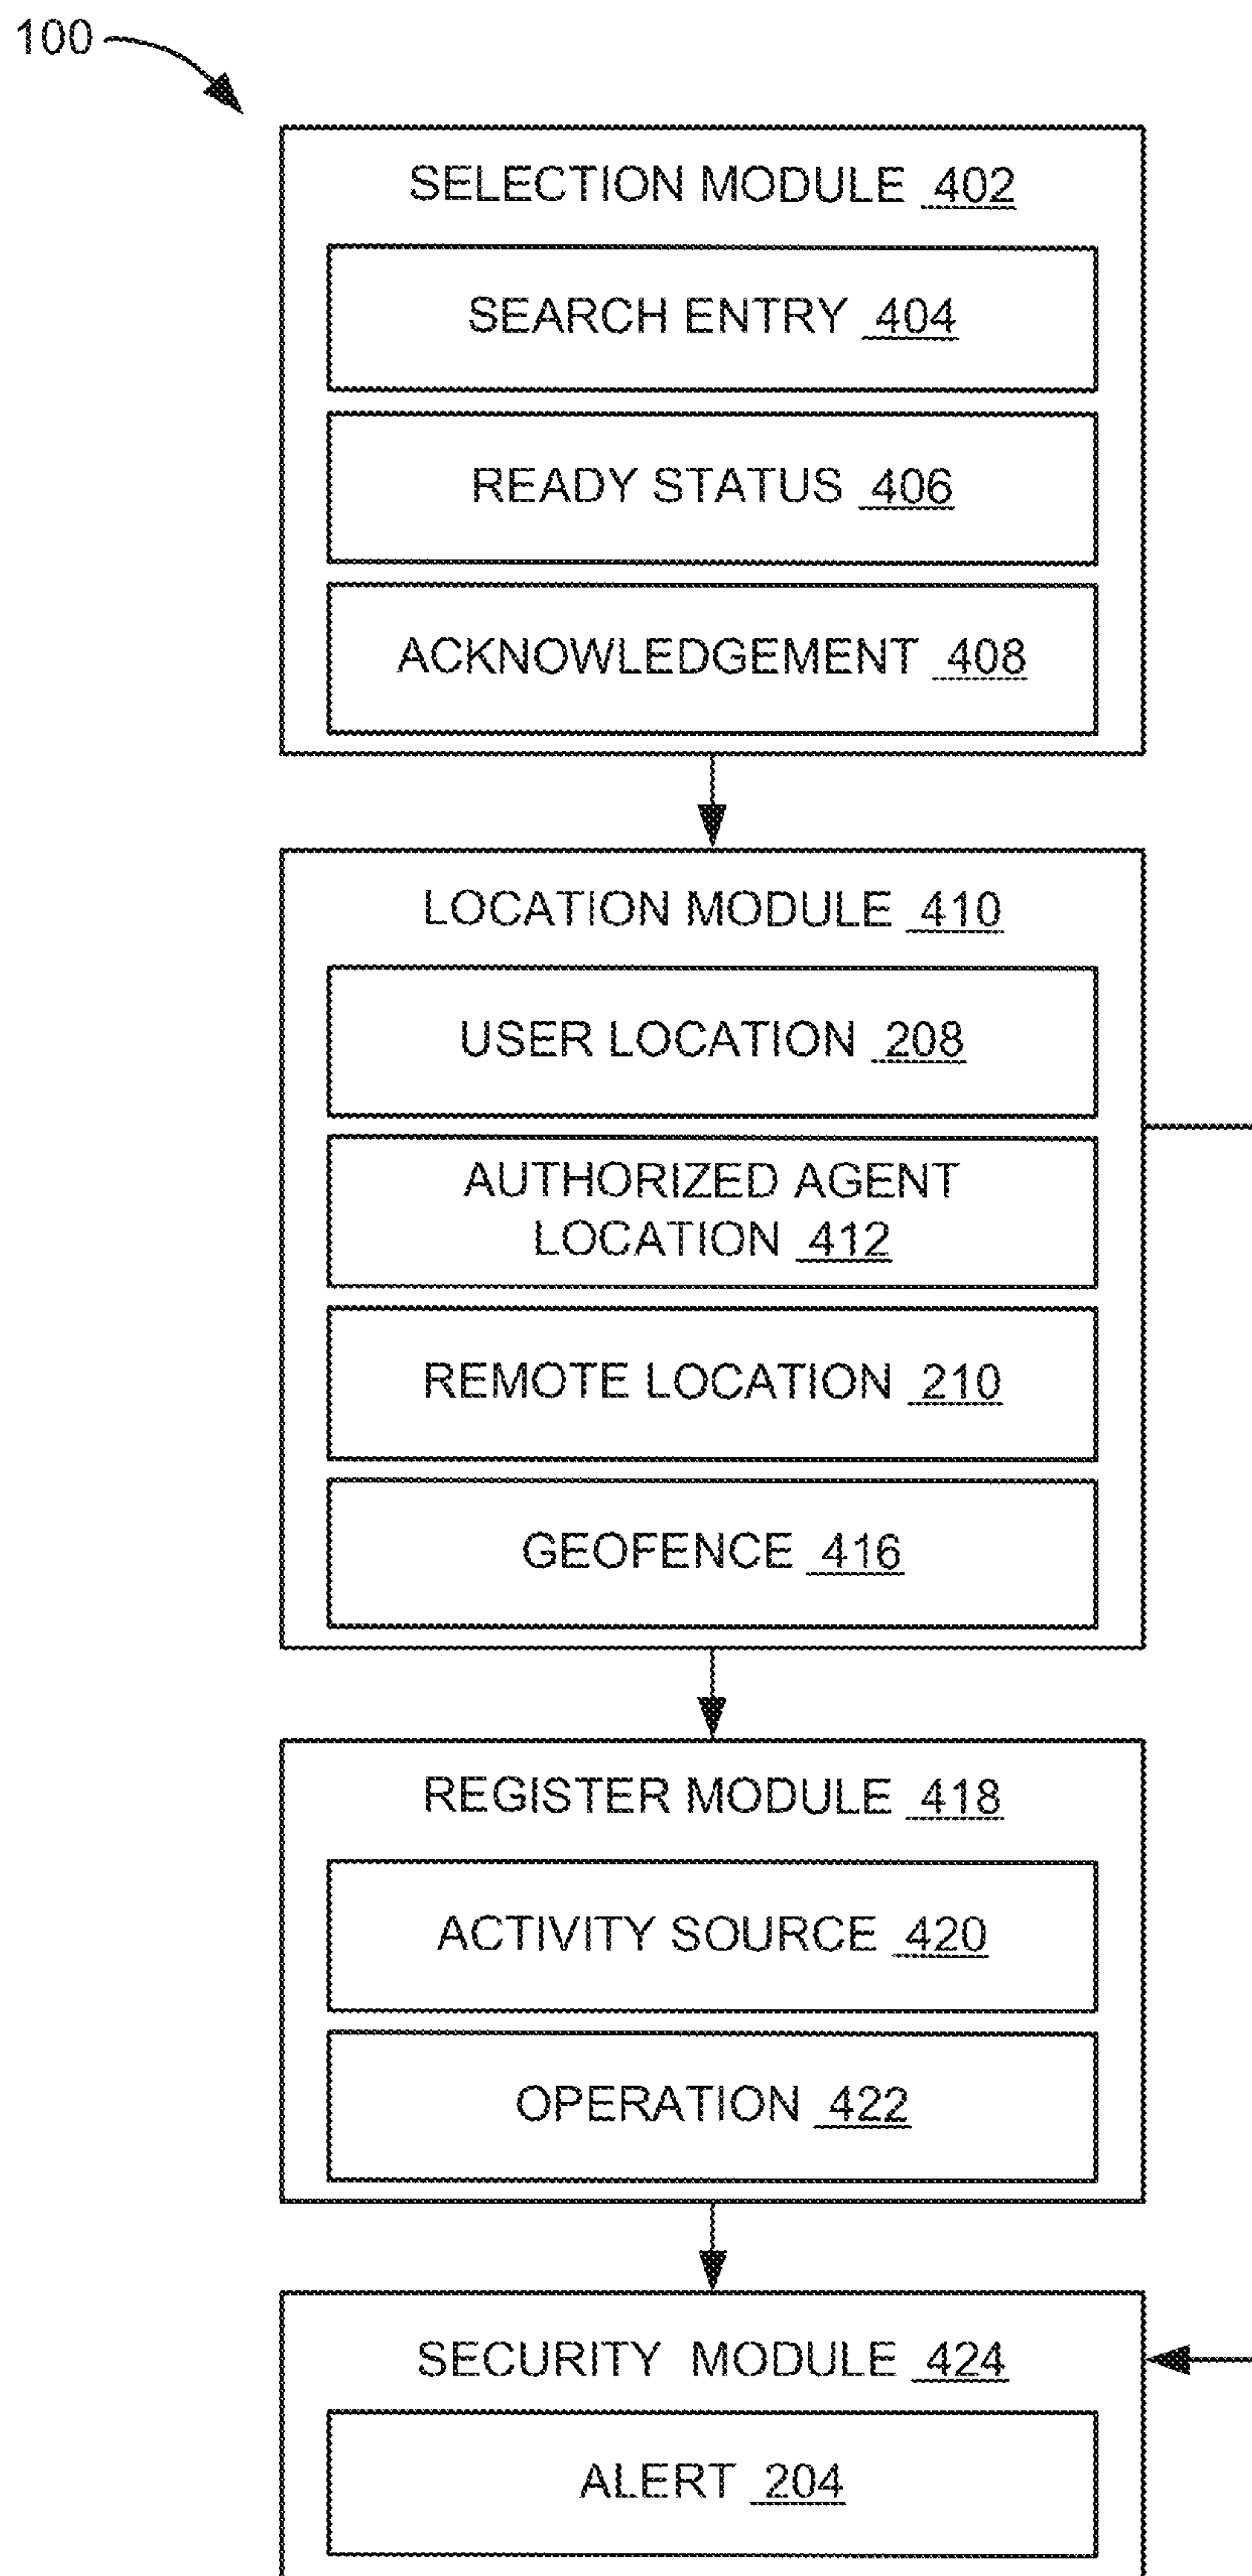 100
SELECTION MODULE 402
SEARCH ENTRY 404
READY STATUS 406
ACKNOWLEDGEMENT 408
LOCATION MODULE 410
USER LOCATION 208
AUTHORIZED AGENT
LOCATION 412
REMOTE LOCATION 210
GEOFENCE 416
REGISTER MODULE 418
ACTIVITY SOURCE 420
OPERATION 422
SECURITY MODULE 424
ALERT 204